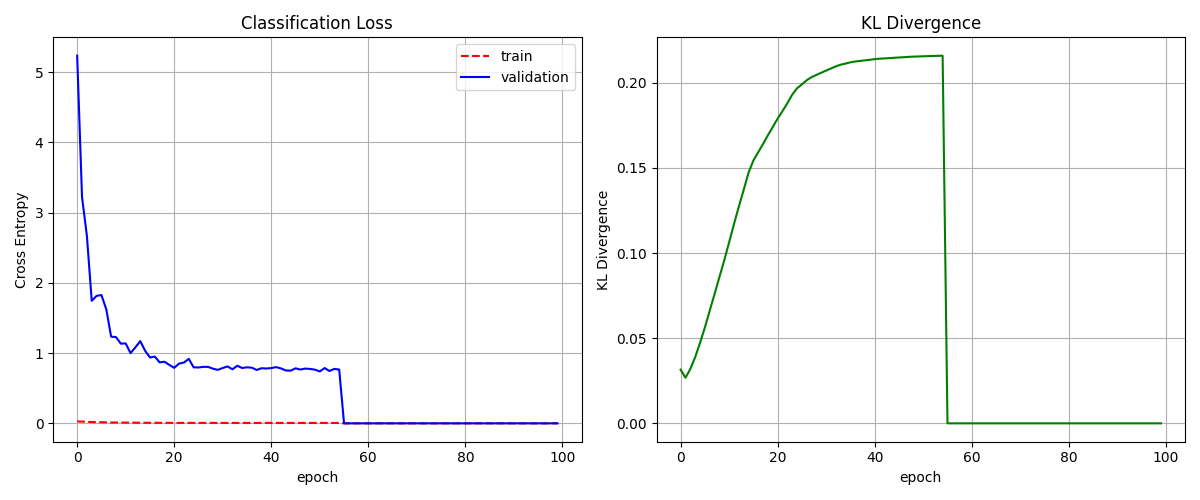 Classification Loss
Cross Entropy
5
4
3
2
1
0
0 20 40 60 80 100
epoch
train
validation
KL Divergence
KL Divergence
0.20
0.15
0.10
0.05
0.00
0 20 40 60 80 100
epoch